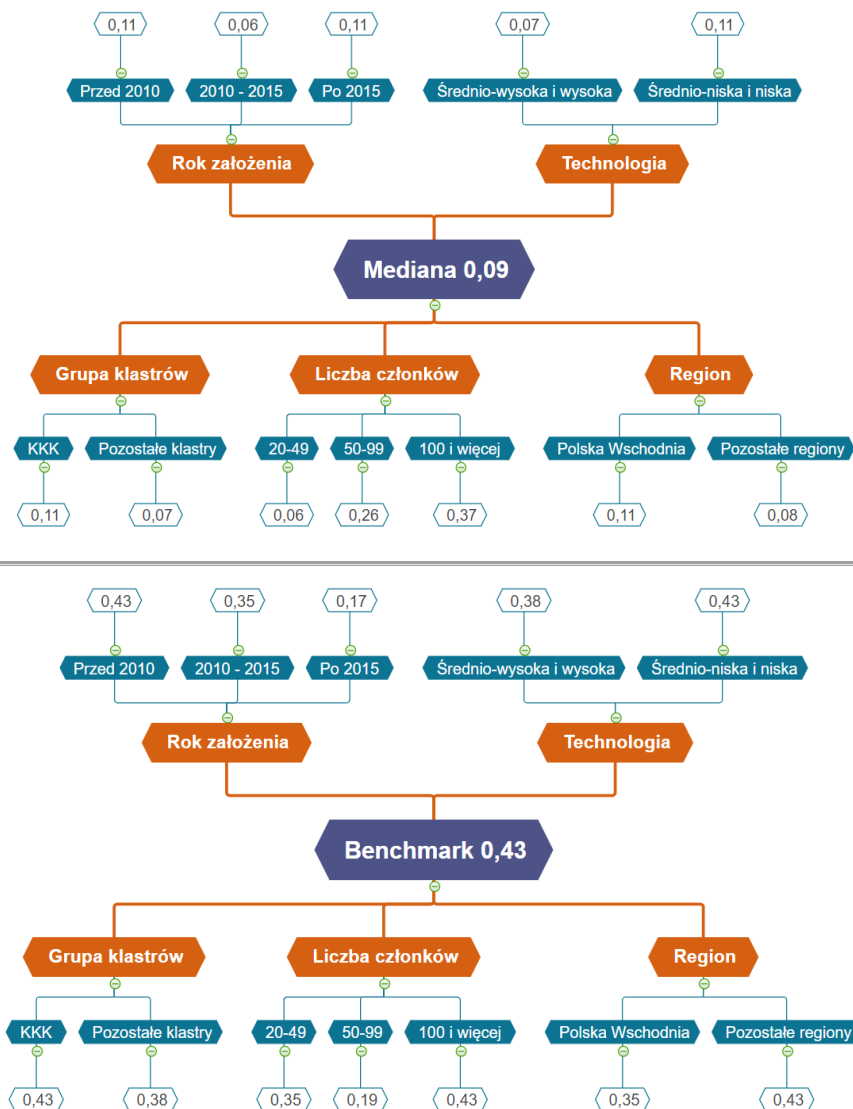 0,11 0,06 0,11 0,07 0,11
Przed 2010 2010 - 2015 Po 2015 Średnio-wysoka i wysoka Średnio-niska i niska
Rok założenia Technologia
Mediana 0,09
Grupa klastrów Liczba członków Region
KKK Pozostałe klastry 20-49 50-99 100 i więcej Polska Wschodnia Pozostałe regiony
0,11 0,07 0,06 0,26 0,37 0,11 0,08
0,43 0,35 0,17 0,38 0,43
Przed 2010 2010 - 2015 Po 2015 Średnio-wysoka i wysoka Średnio-niska i niska
Rok założenia Technologia
Benchmark 0,43
Grupa klastrów Liczba członków Region
KKK Pozostałe klastry 20-49 50-99 100 i więcej Polska Wschodnia Pozostałe regiony
0,43 0,38 0,35 0,19 0,43 0,35 0,43